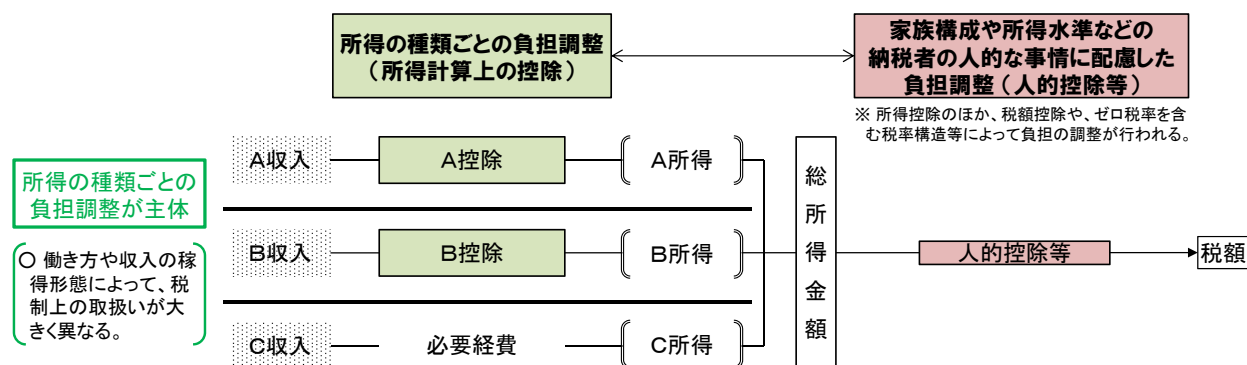 所得の種類ごとの負担調整
（所得計算上の控除）
家族構成や所得水準などの
納税者の人的な事情に配慮した
負担調整（人的控除等）
※ 所得控除のほか、税額控除や、ゼロ税率を含
む税率構造等によって負担の調整が行われる。
所得の種類ごとの
負担調整が主体
○ 働き方や収入の稼
得形態によって、税
制上の取扱いが大
きく異なる。
A収入
A控除
A所得
B収入
B控除
B所得
C収入
必要経費
C所得
総所得金額
人的控除等
税額